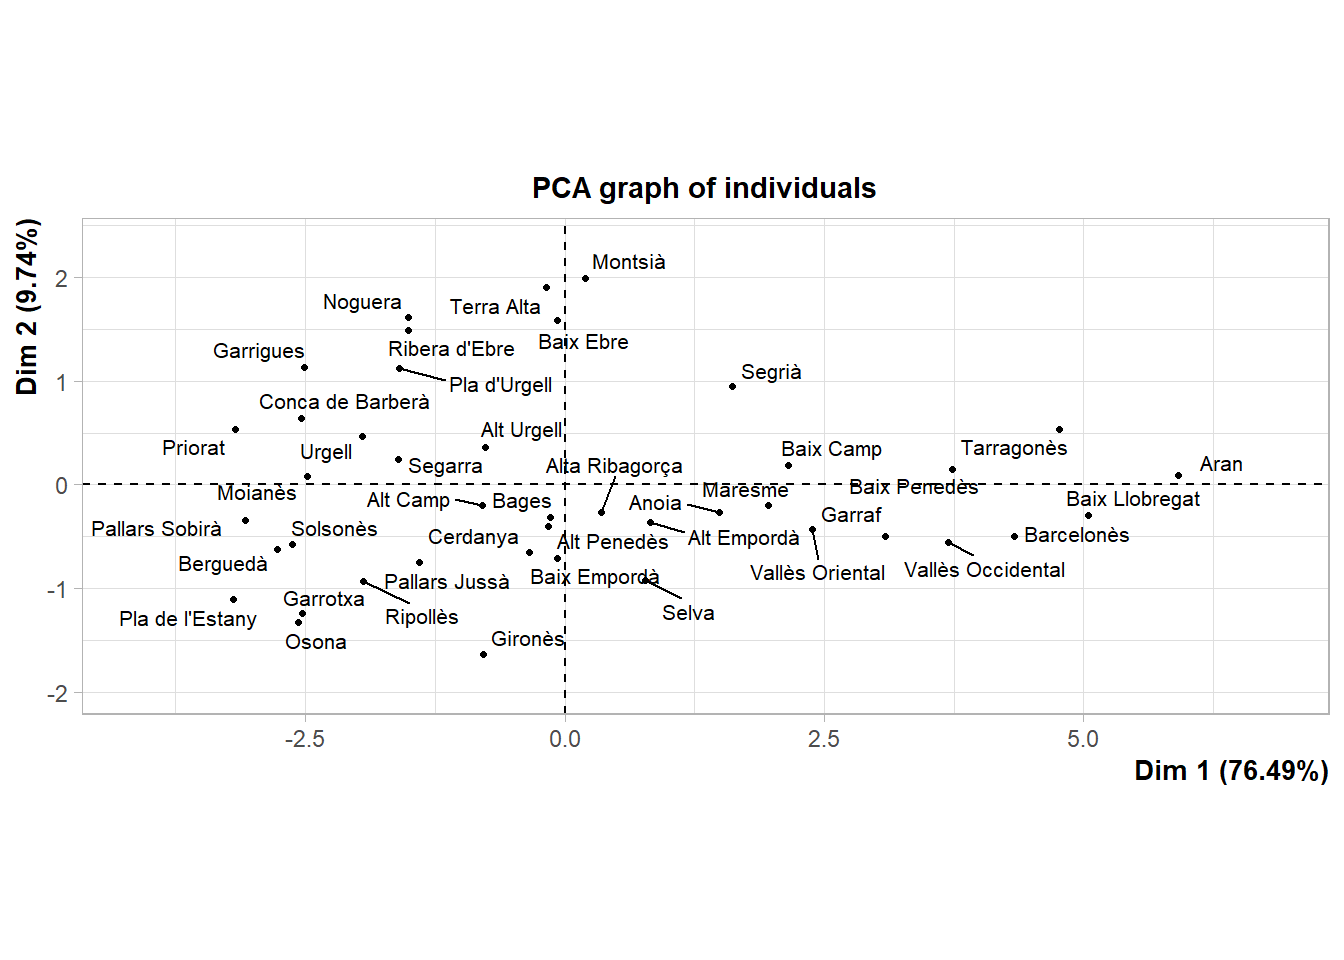 PCA graph of individuals
Dim 2 (9.74%)
2
1
0
-1
-2
Montsià
Noguera
Terra Alta
Baix Ebre
Ribera d'Ebre
Garrigues
Segrià
Pla d'Urgell
Conca de Barberà
Alt Urgell
Priorat
Urgell
Baix Camp
Tarragonès
Segarra
Alta Ribagorça
Aran
Moianès
Alt Camp
Bages
Anoia
Maresme
Baix Penedès
Baix Llobregat
Garraf
Pallars Sobirà
Solsonès
Cerdanya
Alt Penedès
Alt Empordà
Barcelonès
Berguedà
Pallars Jussà
Baix Empordà
Vallès Oriental
Vallès Occidental
Garrotxa
Pla de l'Estany
Ripollès
Selva
Osona
Gironès
-2.5
0.0
2.5
5.0
Dim 1 (76.49%)